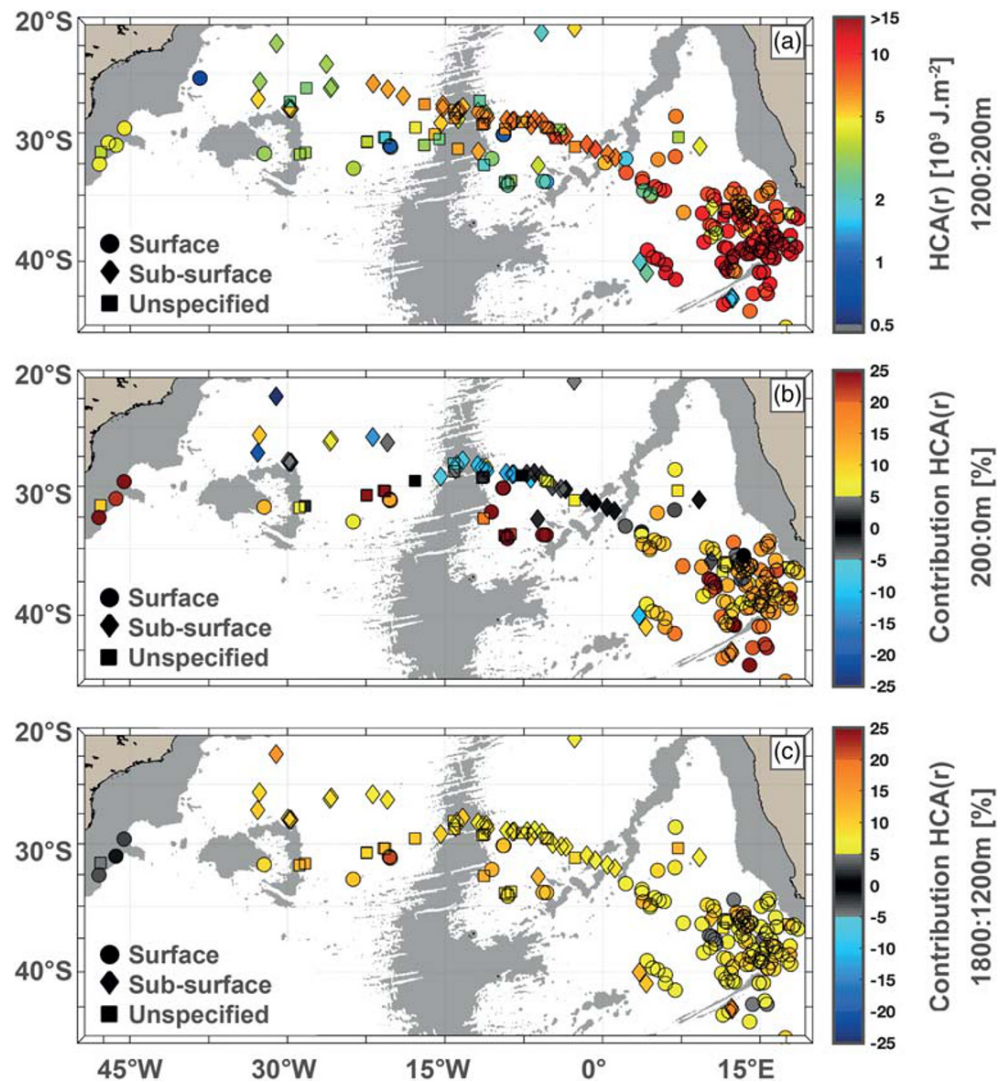 20°S
30°S
40°S
(a)
Surface
Sub-surface
Unspecified
>15
10
5
2
1
0.5
HCA(r) [10⁹ J.m⁻²]
1200:200m
20°S
30°S
40°S
(b)
Surface
Sub-surface
Unspecified
25
20
15
10
5
0
-5
-10
-15
-20
-25
Contribution HCA(r)
200:0m [%]
20°S
30°S
40°S
(c)
Surface
Sub-surface
Unspecified
25
20
15
10
5
0
-5
-10
-15
-20
-25
Contribution HCA(r)
1800:1200m [%]
45°W 30°W 15°W 0° 15°E